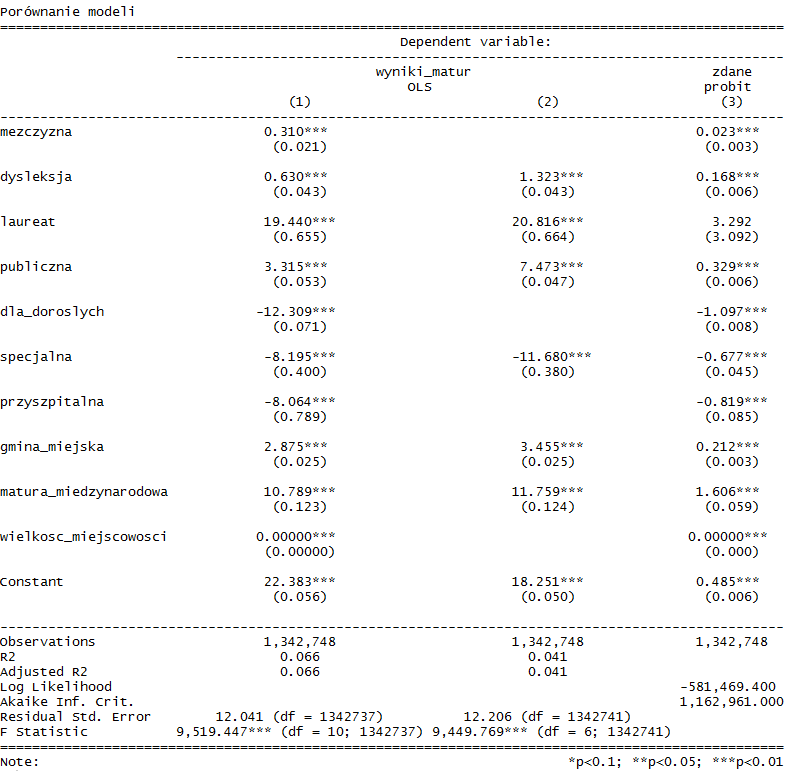 Porównanie modeli
====================================================================================================
Dependent variable:
----------------------------------------------------------------------------
wyniki_matur zdane
OLS probit
(1) (2) (3)
----------------------------------------------------------------------------------------------------
mezczyzna 0.310*** 0.023***
(0.021) (0.003)
dysleksja 0.630*** 1.323*** 0.168***
(0.043) (0.043) (0.006)
laureat 19.440*** 20.816*** 3.292
(0.655) (0.664) (3.092)
publiczna 3.315*** 7.473*** 0.329***
(0.053) (0.047) (0.006)
dla_doroslych -12.309*** -1.097***
(0.071) (0.008)
specjalna -8.195*** -11.680*** -0.677***
(0.400) (0.380) (0.045)
przyszpitalna -8.064*** -0.819***
(0.789) (0.085)
gmina_miejska 2.875*** 3.455*** 0.212***
(0.025) (0.025) (0.003)
matura_miedzynarodowa 10.789*** 11.759*** 1.606***
(0.123) (0.124) (0.059)
wielkosc_miejscowosci 0.00000*** 0.00000***
(0.00000) (0.000)
Constant 22.383*** 18.251*** 0.485***
(0.056) (0.050) (0.006)
----------------------------------------------------------------------------------------------------
Observations 1,342,748 1,342,748 1,342,748
R2 0.066 0.041
Adjusted R2 0.066 0.041
Log Likelihood -581,469.400
Akaike Inf. Crit. 1,162,961.000
Residual Std. Error 12.041 (df = 1342737) 12.206 (df = 1342741)
F Statistic 9,519.447*** (df = 10; 1342737) 9,449.769*** (df = 6; 1342741)
====================================================================================================
Note: *p<0.1; **p<0.05; ***p<0.01